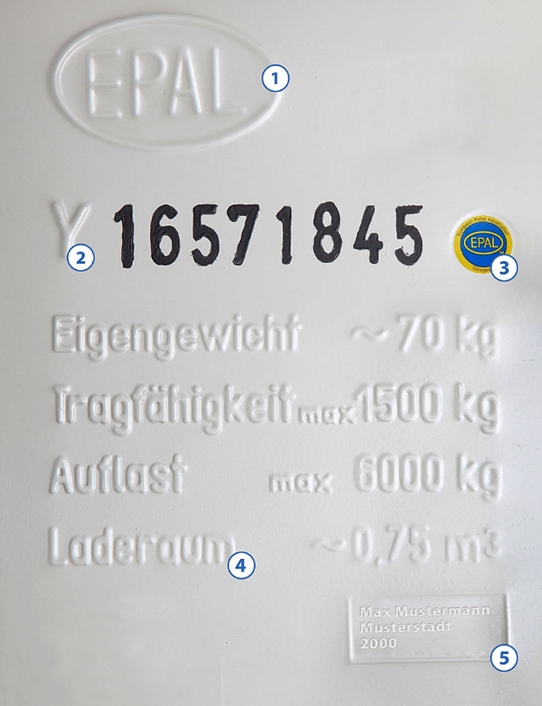 EPAL
1
Y 16571845
2
EPAL
3
Eigengewicht ~ 70 kg
Tragfähigkeit max 1500 kg
Auflast max 6000 kg
Laderaum ~ 0,75 m³
4
Max Mustermann
Musterstadt
2000
5